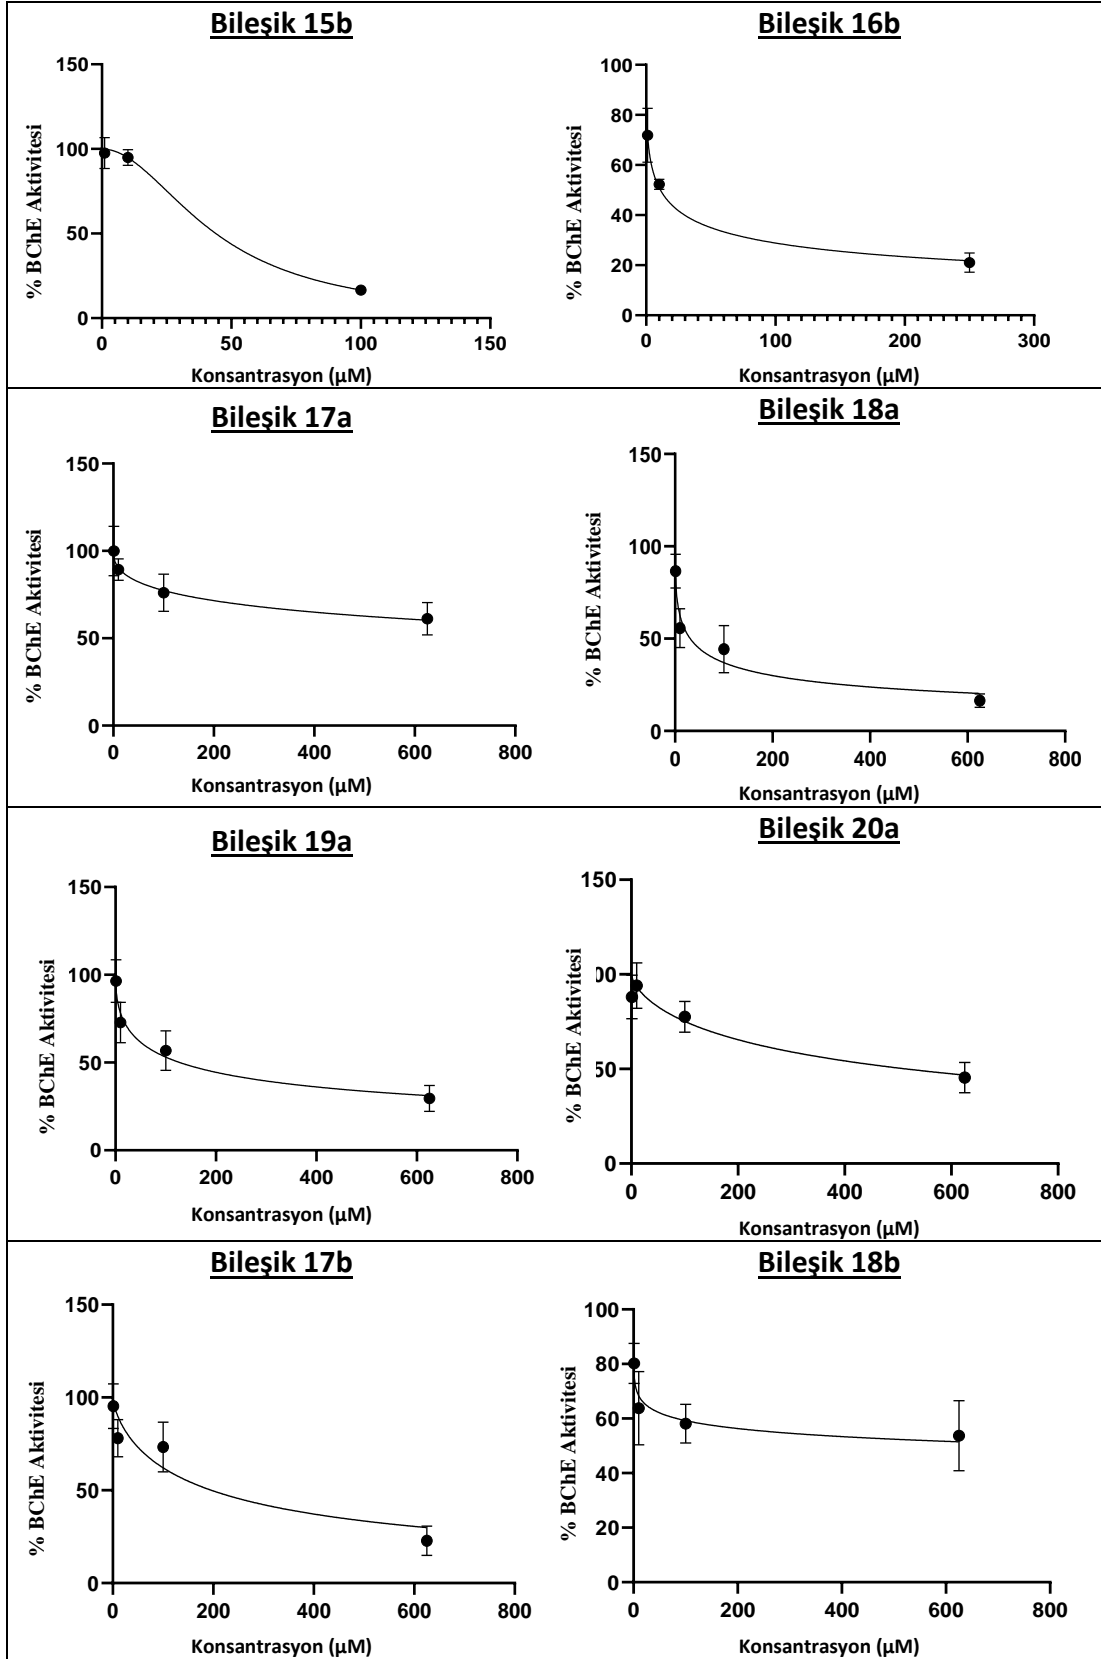 Bileşik 15b
150
100
50
0
% BChE Aktivitesi
0 50 100 150
Konsantrasyon (µM)
Bileşik 16b
100
80
60
40
20
0
% BChE Aktivitesi
0 100 200 300
Konsantrasyon (µM)
Bileşik 17a
150
100
50
0
% BChE Aktivitesi
0 200 400 600 800
Konsantrasyon (µM)
Bileşik 18a
150
100
50
0
% BChE Aktivitesi
0 200 400 600 800
Konsantrasyon (µM)
Bileşik 19a
150
100
50
0
% BChE Aktivitesi
0 200 400 600 800
Konsantrasyon (µM)
Bileşik 20a
150
00
50
0
% BChE Aktivitesi
0 200 400 600 800
Konsantrasyon (µM)
Bileşik 17b
150
100
50
0
% BChE Aktivitesi
0 200 400 600 800
Konsantrasyon (µM)
Bileşik 18b
100
80
60
40
20
0
% BChE Aktivitesi
0 200 400 600 800
Konsantrasyon (µM)